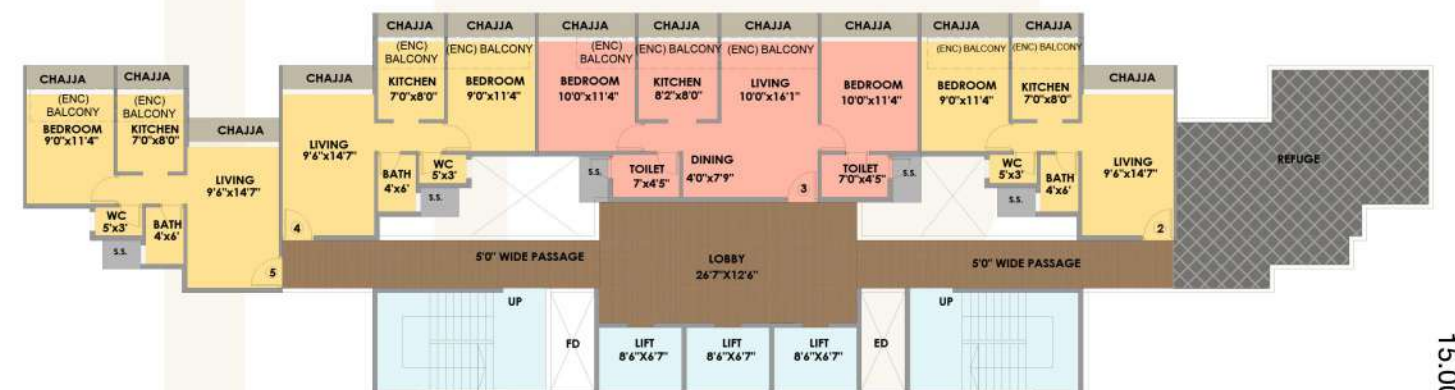 CHAJJA
CHAJJA
CHAJJA
CHAJJA
CHAJJA
CHAJJA
CHAJJA
CHAJJA
(ENC)
BALCONY
(ENC) BALCONY
(ENC)
BALCONY
(ENC) BALCONY
(ENC) BALCONY
(ENC) BALCONY
(ENC) BALCONY
KITCHEN
7'0"x8'0"
BEDROOM
9'0"x11'4"
BEDROOM
10'0"x11'4"
KITCHEN
8'2"x8'0"
LIVING
10'0"x16'1"
BEDROOM
10'0"x11'4"
BEDROOM
9'0"x11'4"
KITCHEN
7'0"x8'0"
CHAJJA
CHAJJA
CHAJJA
CHAJJA
CHAJJA
(ENC)
BALCONY
(ENC)
BALCONY
BEDROOM
9'0"x11'4"
KITCHEN
7'0"x8'0"
LIVING
9'6"x14'7"
LIVING
9'6"x14'7"
WC
5'x3'
BATH
4'x6'
S.S.
S.S.
TOILET
7'x4'5"
DINING
4'0"x7'9"
3
TOILET
7'0"x4'5"
S.S.
WC
5'x3'
BATH
4'x6'
S.S.
LIVING
9'6"x14'7"
REFUGE
WC
5'x3'
BATH
4'x6'
S.S.
4
2
5
5'0" WIDE PASSAGE
LOBBY
26'7"X12'6"
5'0" WIDE PASSAGE
UP
UP
FD
LIFT
8'6"X6'7"
LIFT
8'6"X6'7"
LIFT
8'6"X6'7"
ED